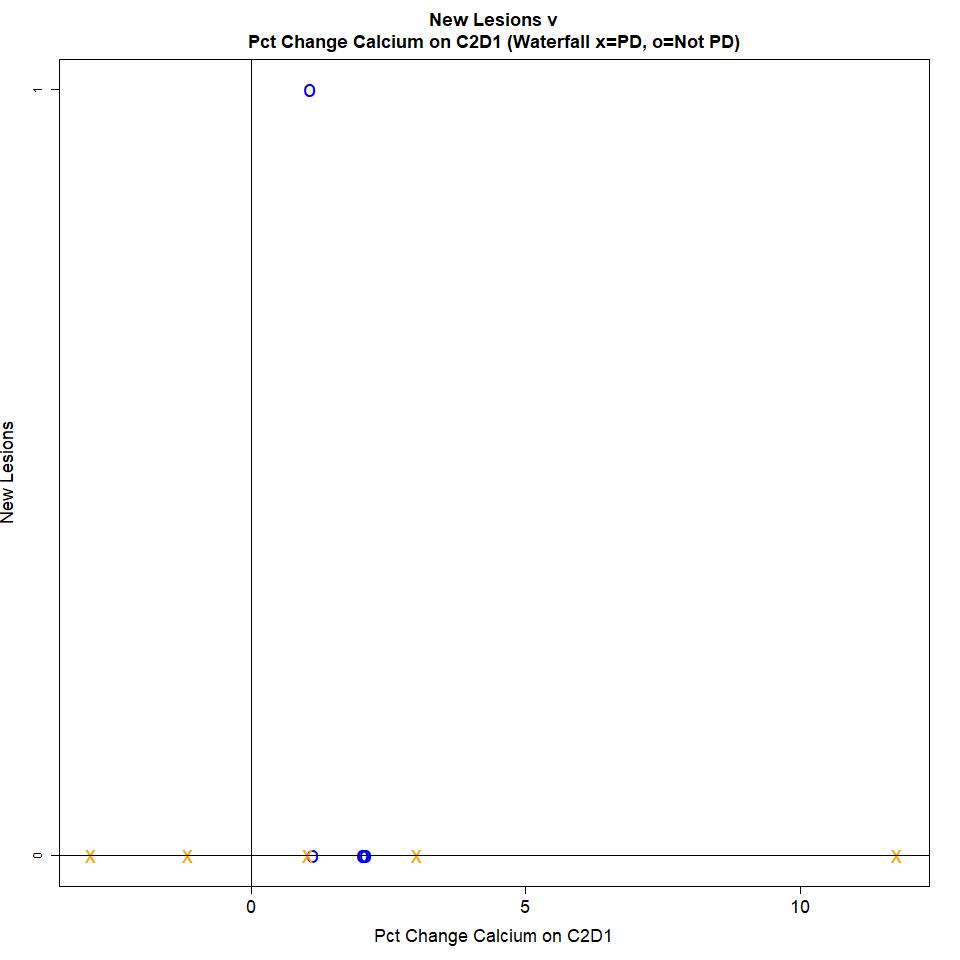 New Lesions v
Pct Change Calcium on C2D1 (Waterfall x=PD, o=Not PD)
New Lesions
1
0
0
5
10
Pct Change Calcium on C2D1